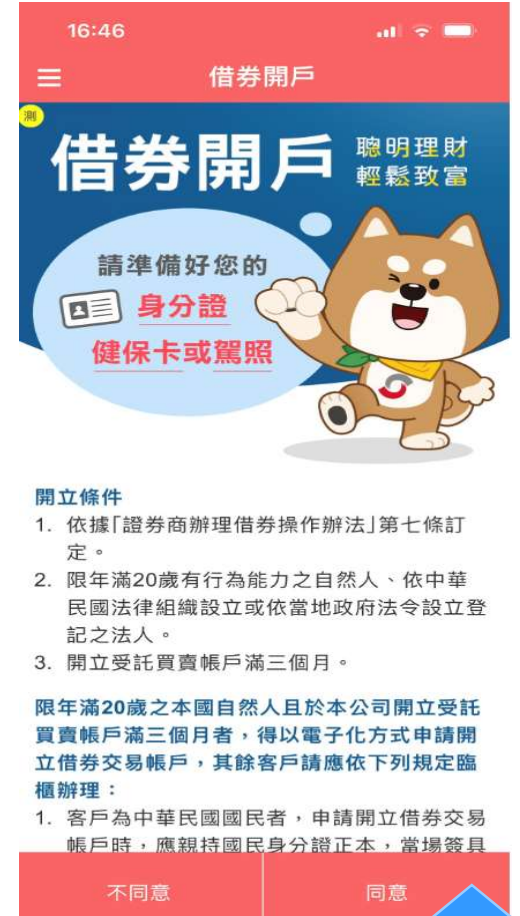 16:46
借券開戶
測
借券開戶
聰明理財
輕鬆致富
請準備好您的
身分證
健保卡或駕照
開立條件
1. 依據「證券商辦理借券操作辦法」第七條訂
定。
2. 限年滿20歲有行為能力之自然人、依中華
民國法律組織設立或依當地政府法令設立登
記之法人。
3. 開立受託買賣帳戶滿三個月。
限年滿20歲之本國自然人且於本公司開立受託
買賣帳戶滿三個月者，得以電子化方式申請開
立借券交易帳戶，其餘客戶請應依下列規定臨
櫃辦理：
1. 客戶為中華民國國民者，申請開立借券交易
帳戶時，應親持國民身分證正本，當場簽具
不同意
同意